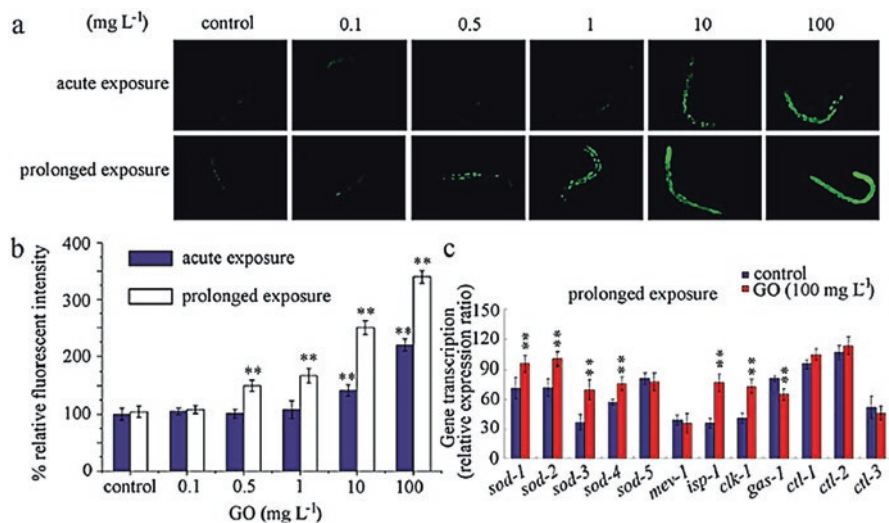 a
(mg L-1) control 0.1 0.5 1 10 100
acute exposure
prolonged exposure
b
% relative fluorescent intensity
400
300
200
100
0
acute exposure
prolonged exposure
**
**
**
**
**
**
control 0.1 0.5 1 10 100
GO (mg L-1)
c
prolonged exposure
control
GO (100 mg L-1)
Gene transcription
(relative expression ratio)
150
120
90
60
30
0
**
**
**
**
**
**
**
sod-1 sod-2 sod-3 sod-4 sod-5 mev-1 isp-1 clk-1 gas-1 ctl-1 ctl-2 ctl-3